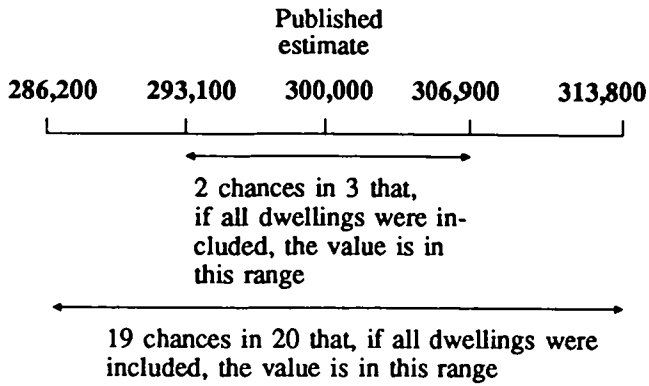 Published
estimate
286,200 293,100 300,000 306,900 313,800
2 chances in 3 that,
if all dwellings were in-
cluded, the value is in
this range
19 chances in 20 that, if all dwellings were
included, the value is in this range